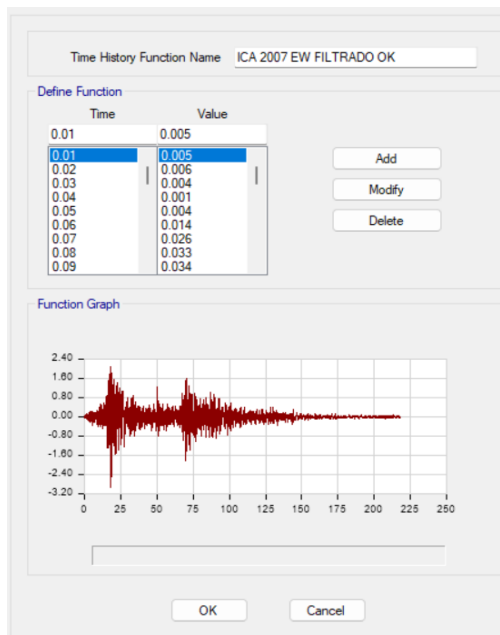 Time History Function Name ICA 2007 EW FILTRADO OK
Define Function
Time Value
0.01 0.005
0.01 0.005
0.02 0.006
0.03 0.004
0.04 0.001
0.05 0.004
0.06 0.014
0.07 0.026
0.08 0.033
0.09 0.034
Add
Modify
Delete
Function Graph
2.40
1.60
0.80
0.00
-0.80
-1.60
-2.40
-3.20
0 25 50 75 100 125 150 175 200 225 250
OK Cancel